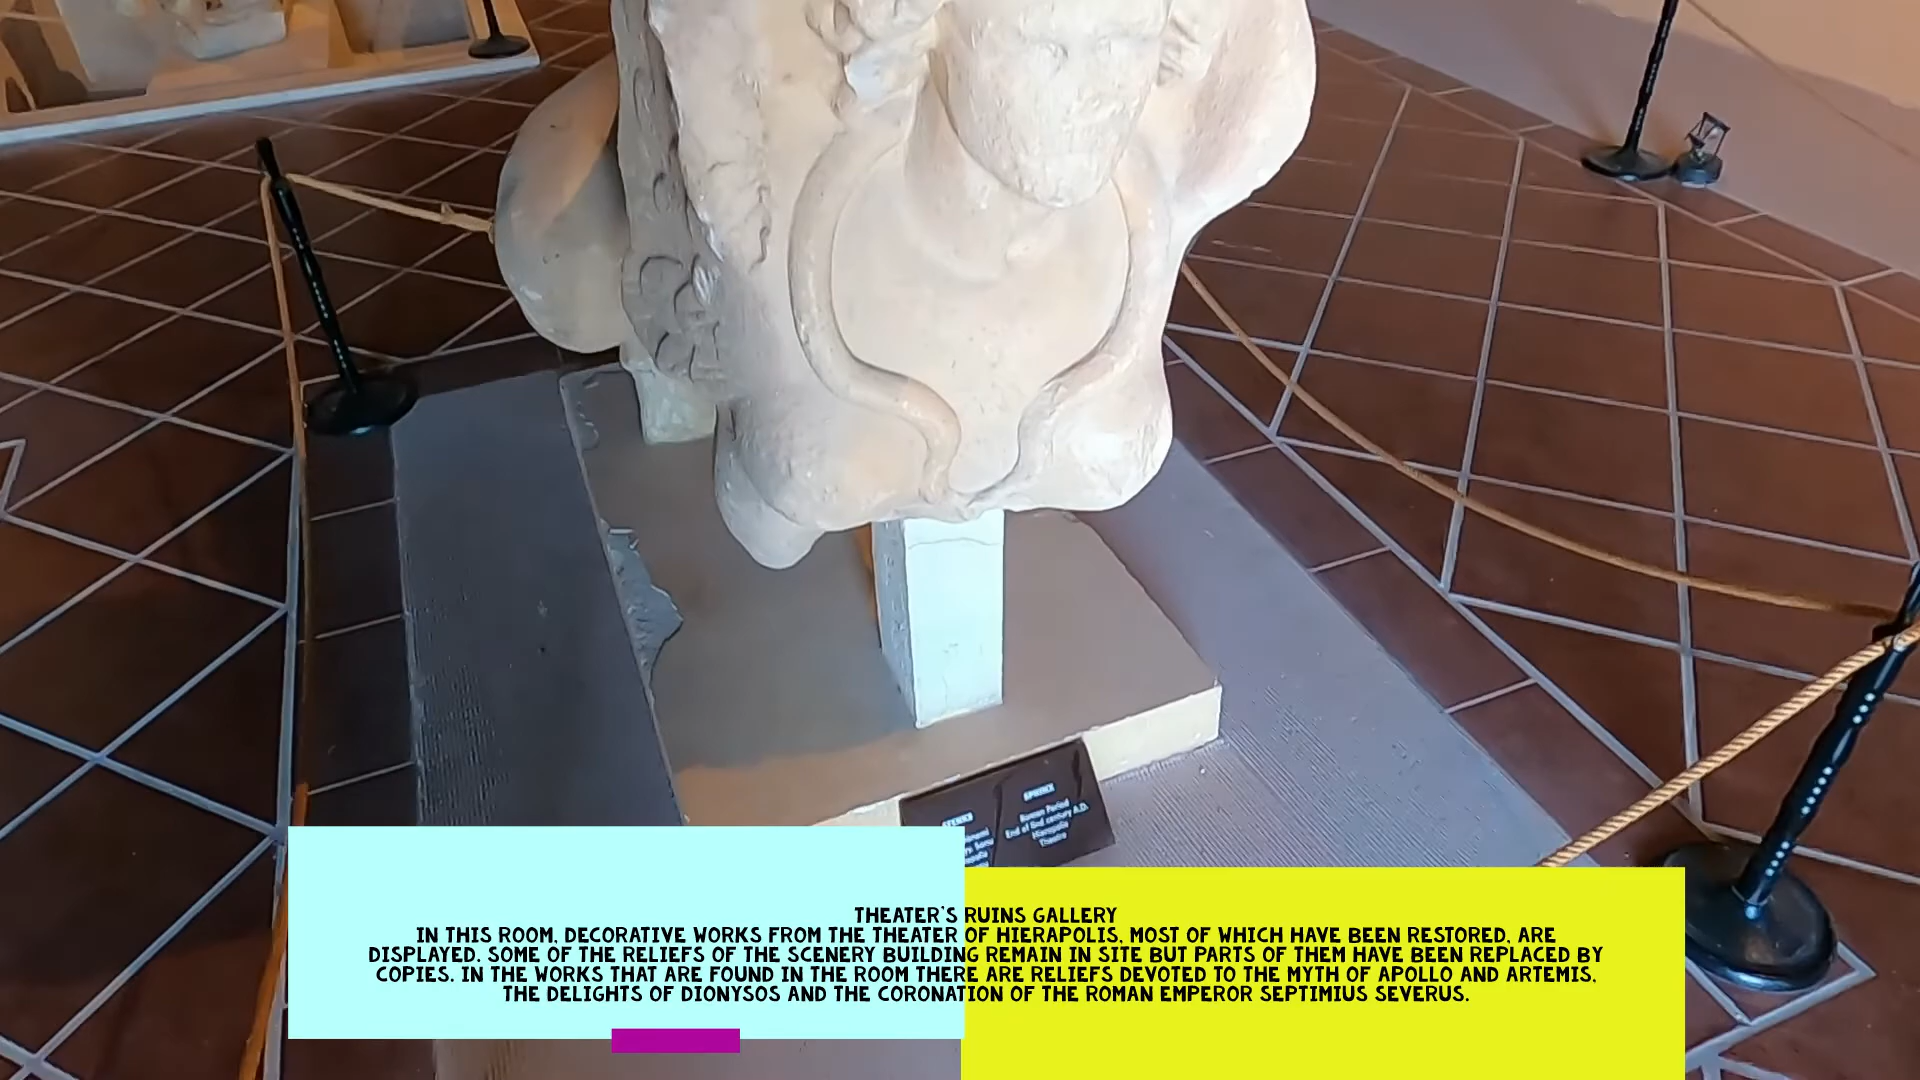 SFENKS
SPHINX
Roman Period
End of 2nd century A.D.
Hierapolis
Theatre
THEATER'S RUINS GALLERY
IN THIS ROOM, DECORATIVE WORKS FROM THE THEATER OF HIERAPOLIS, MOST OF WHICH HAVE BEEN RESTORED, ARE
DISPLAYED. SOME OF THE RELIEFS OF THE SCENERY BUILDING REMAIN IN SITE BUT PARTS OF THEM HAVE BEEN REPLACED BY
COPIES. IN THE WORKS THAT ARE FOUND IN THE ROOM THERE ARE RELIEFS DEVOTED TO THE MYTH OF APOLLO AND ARTEMIS,
THE DELIGHTS OF DIONYSOS AND THE CORONATION OF THE ROMAN EMPEROR SEPTIMIUS SEVERUS.